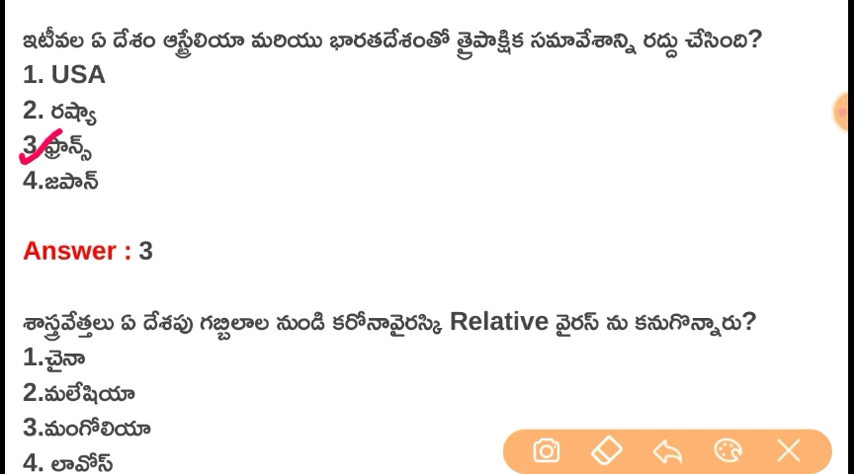 ఇటీవల ఏ దేశం ఆస్ట్రేలియా మరియు భారతదేశంతో త్రైపాక్షిక సమావేశాన్ని రద్దు చేసింది?
1. USA
2. రష్యా
3.ఫ్రాన్స్
4.జపాన్
Answer : 3
శాస్త్రవేత్తలు ఏ దేశపు గబ్బిలాల నుండి కరోనావైరస్కి Relative వైరస్ ను కనుగొన్నారు?
1.చైనా
2.మలేషియా
3.మంగోలియా
4. లావోస్